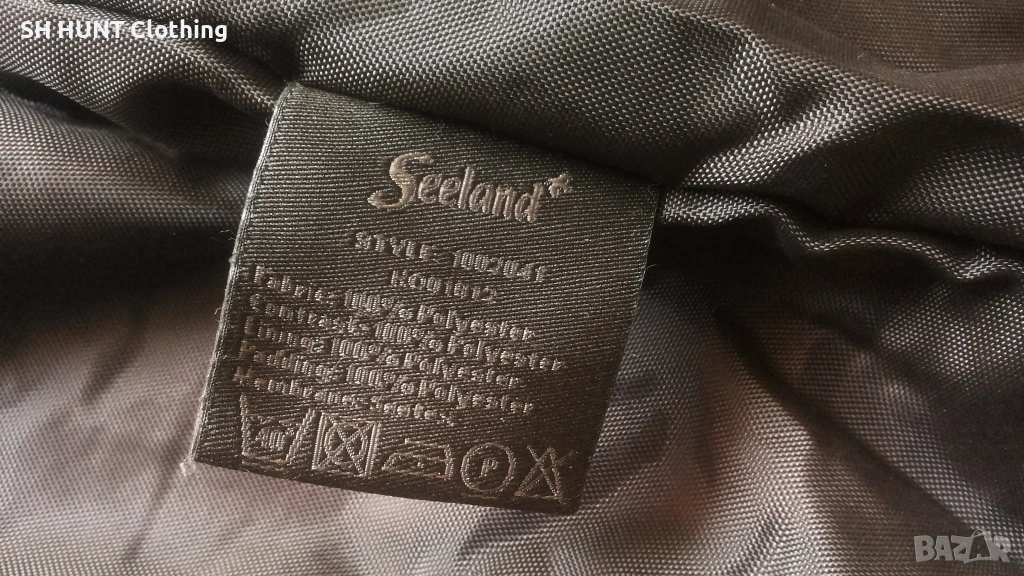 SH HUNT Clothing
Seeland
STYLE: 1002041
Fabric: 100% Polyester
Contrast: 100% Polyester
Lining: 100% Polyester
Padding: 100% Polyester
40°
P
BAZAR